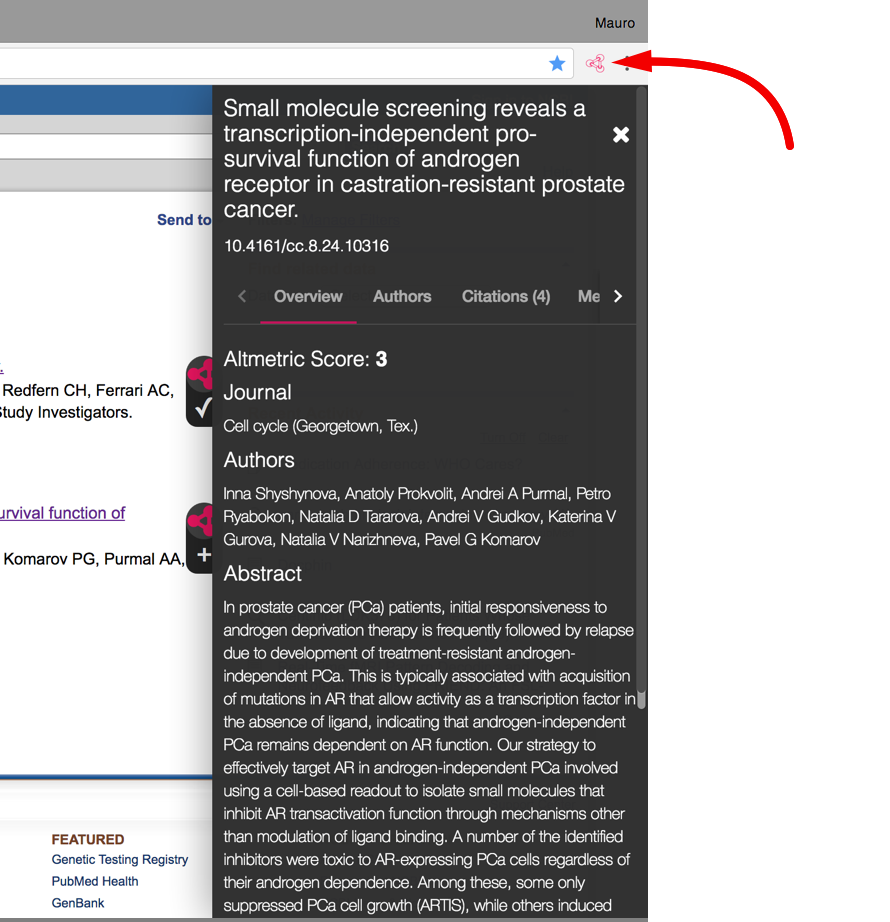 Mauro
Small molecule screening reveals a
transcription-independent pro-
survival function of androgen
receptor in castration-resistant prostate
cancer.
10.4161/cc.8.24.10316
Send to
Overview Authors Citations (4) Me
Altmetric Score: 3
Journal
Cell cycle (Georgetown, Tex.)
Authors
Inna Shyshynova, Anatoly Prokvolit, Andrei A Purmal, Petro
Ryabokon, Natalia D Tararova, Andrei V Gudkov, Katerina V
Gurova, Natalia V Narizhneva, Pavel G Komarov
Abstract
In prostate cancer (PCa) patients, initial responsiveness to
androgen deprivation therapy is frequently followed by relapse
due to development of treatment-resistant androgen-
independent PCa. This is typically associated with acquisition
of mutations in AR that allow activity as a transcription factor in
the absence of ligand, indicating that androgen-independent
PCa remains dependent on AR function. Our strategy to
effectively target AR in androgen-independent PCa involved
using a cell-based readout to isolate small molecules that
inhibit AR transactivation function through mechanisms other
than modulation of ligand binding. A number of the identified
inhibitors were toxic to AR-expressing PCa cells regardless of
their androgen dependence. Among these, some only
suppressed PCa cell growth (ARTIS), while others induced
Redfern CH, Ferrari AC,
Study Investigators.
urvival function of
Komarov PG, Purmal AA,
FEATURED
Genetic Testing Registry
PubMed Health
GenBank